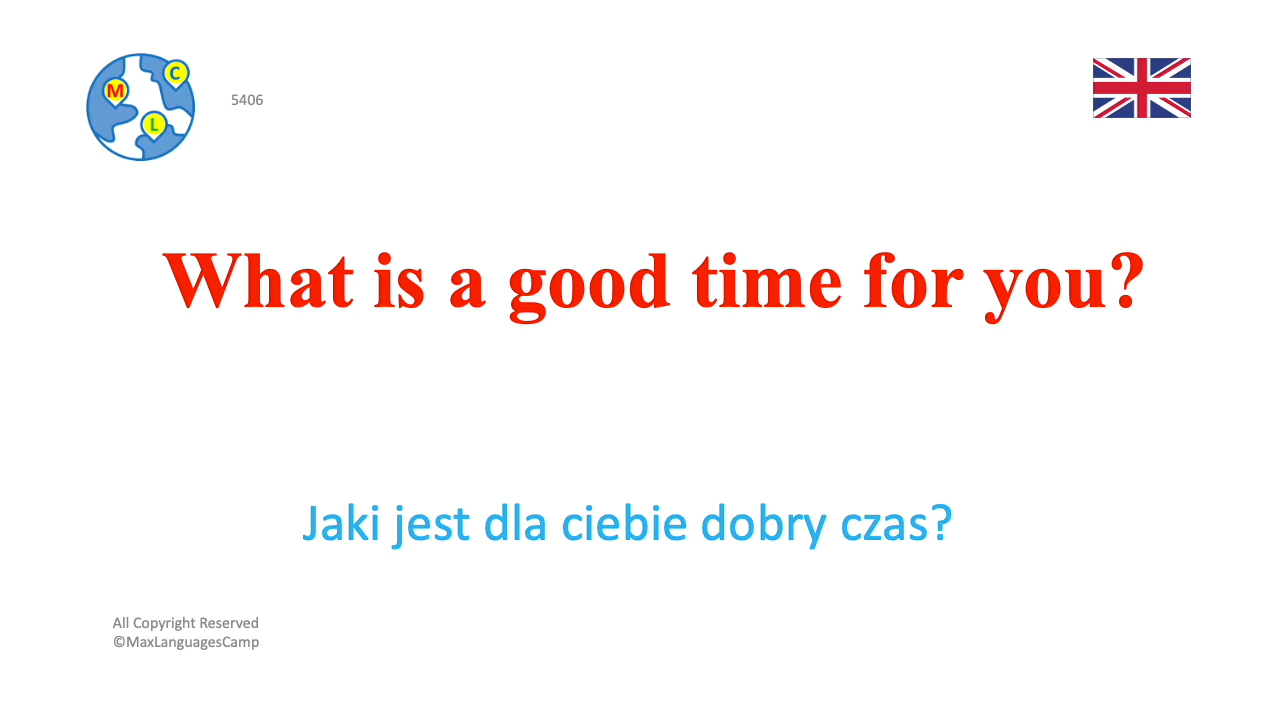 M
C
L
5406
What is a good time for you?
Jaki jest dla ciebie dobry czas?
All Copyright Reserved
©MaxLanguagesCamp